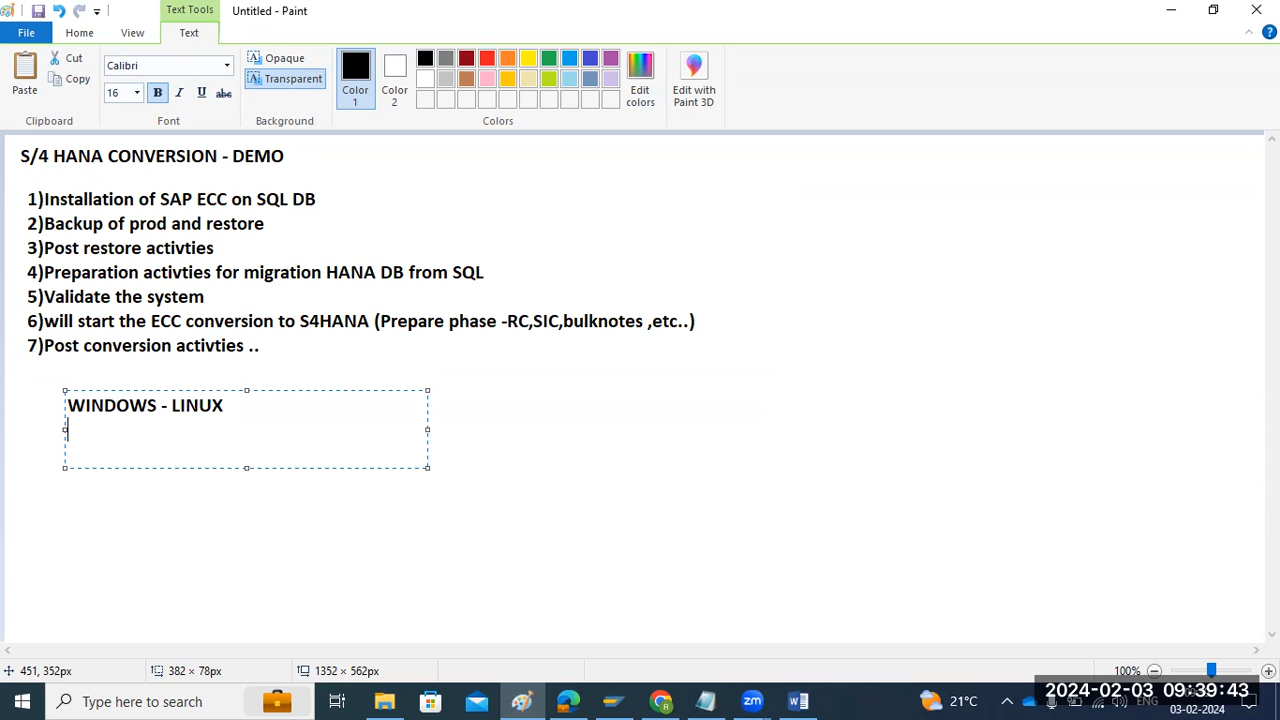 Text Tools
Untitled - Paint
File
Home
View
Text
Paste
Cut
Copy
Clipboard
Calibri
16
B
I
U
abc
Font
Opaque
Transparent
Background
Color 1
Color 2
Edit colors
Colors
Edit with Paint 3D
S/4 HANA CONVERSION - DEMO
1)Installation of SAP ECC on SQL DB
2)Backup of prod and restore
3)Post restore activties
4)Preparation activties for migration HANA DB from SQL
5)Validate the system
6)will start the ECC conversion to S4HANA (Prepare phase -RC,SIC,bulknotes ,etc..)
7)Post conversion activties ..
WINDOWS - LINUX
451, 352px
382 × 78px
1352 × 562px
100%
Type here to search
21°C
ENG
2024-02-03 09:39:43
03-02-2024